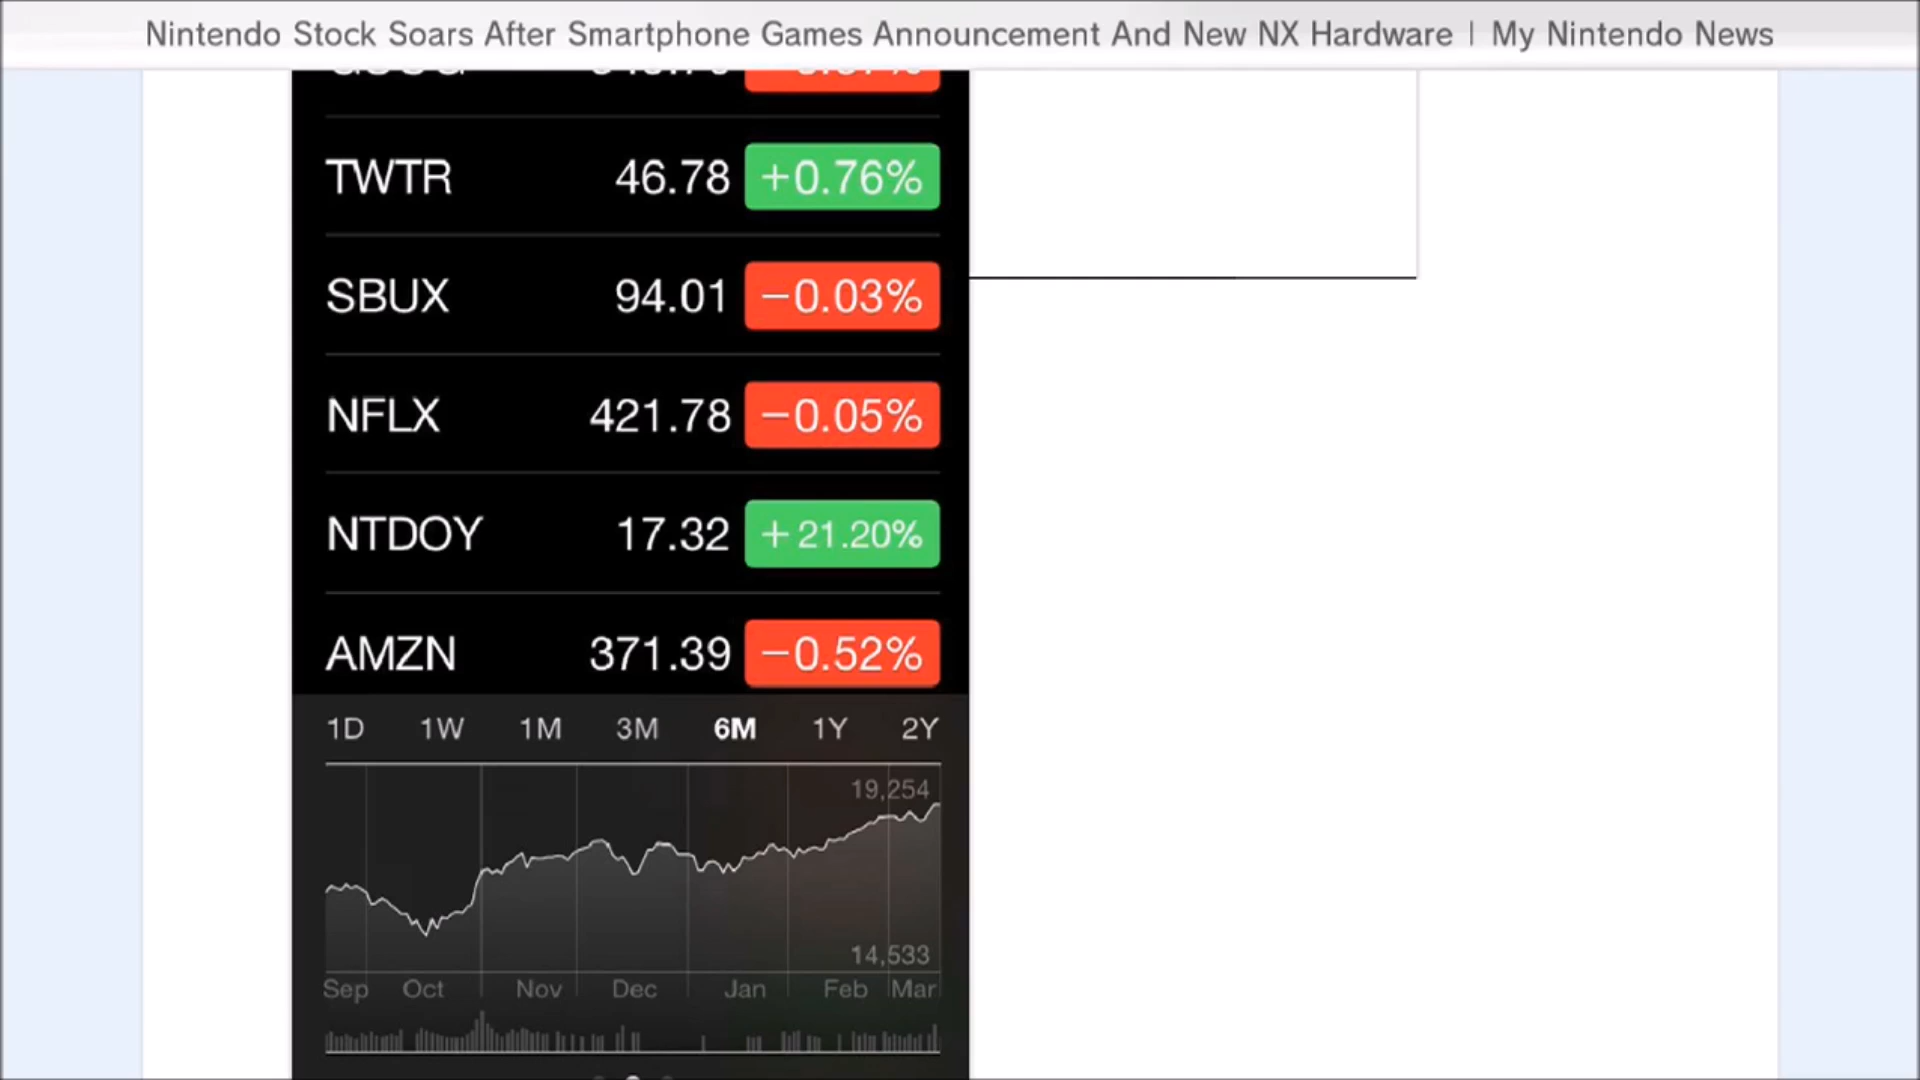 Nintendo Stock Soars After Smartphone Games Announcement And New NX Hardware | My Nintendo News
TWTR 46.78 +0.76%
SBUX 94.01 −0.03%
NFLX 421.78 −0.05%
NTDOY 17.32 +21.20%
AMZN 371.39 −0.52%
1D 1W 1M 3M 6M 1Y 2Y
19,254
14,533
Sep Oct Nov Dec Jan Feb Mar